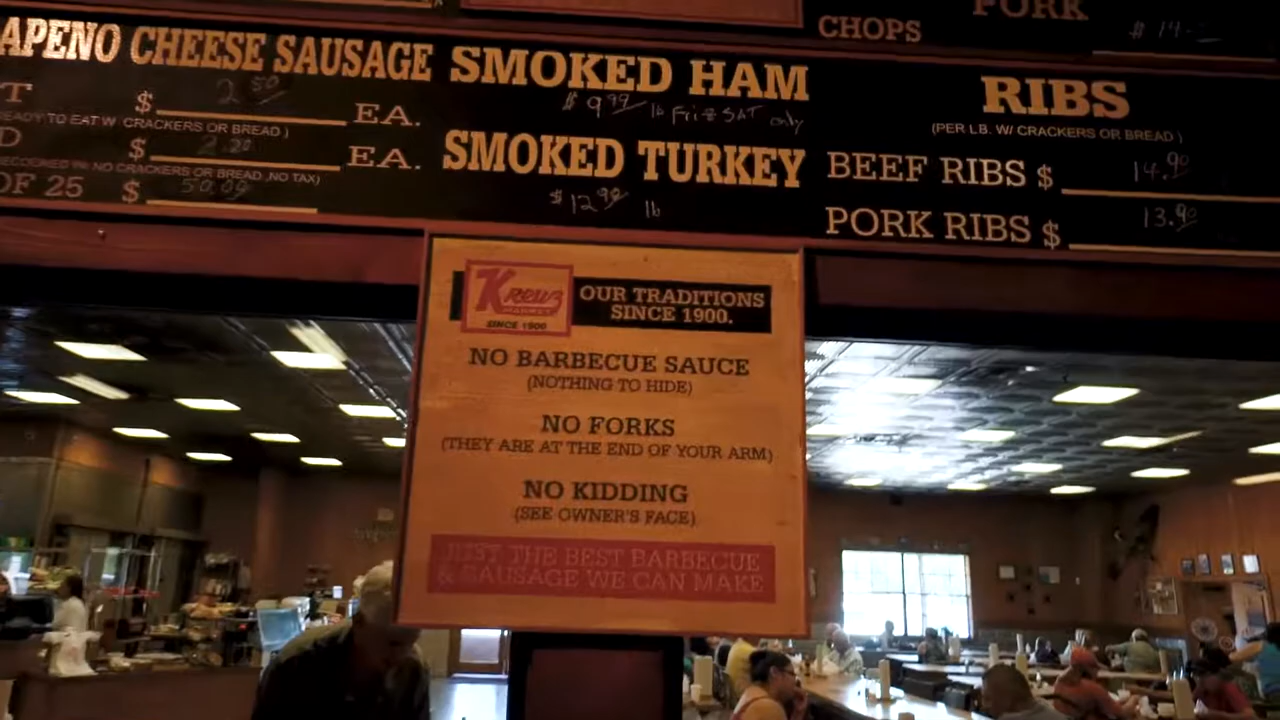 CHOPS
PORK
$ 14.
APENO CHEESE SAUSAGE
T $ 2.50 EA.
EADY TO EAT W/ CRACKERS OR BREAD )
D $ 2.20 EA.
NO CRACKERS OR BREAD, NO TAX)
OF 25 $ 50.00
SMOKED HAM
$ 9.99 lb Fri & SAT only
SMOKED TURKEY
$ 12.90 lb
RIBS
(PER LB. W/ CRACKERS OR BREAD )
BEEF RIBS $ 14.90
PORK RIBS $ 13.90
Kreuz
MARKET
SINCE 1900
OUR TRADITIONS
SINCE 1900.
NO BARBECUE SAUCE
(NOTHING TO HIDE)
NO FORKS
(THEY ARE AT THE END OF YOUR ARM)
NO KIDDING
(SEE OWNER'S FACE)
JUST THE BEST BARBECUE
& SAUSAGE WE CAN MAKE